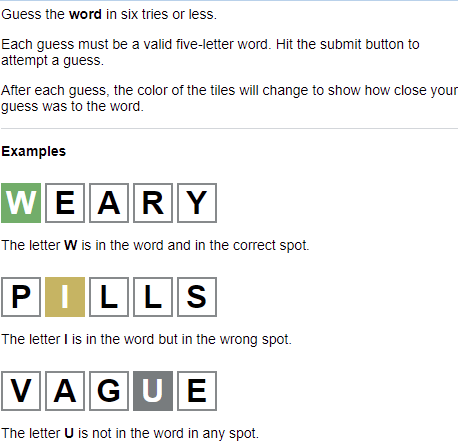 Guess the word in six tries or less.
Each guess must be a valid five-letter word. Hit the submit button to
attempt a guess.
After each guess, the color of the tiles will change to show how close your
guess was to the word.
Examples
W E A R Y
The letter W is in the word and in the correct spot.
P I L L S
The letter I is in the word but in the wrong spot.
V A G U E
The letter U is not in the word in any spot.